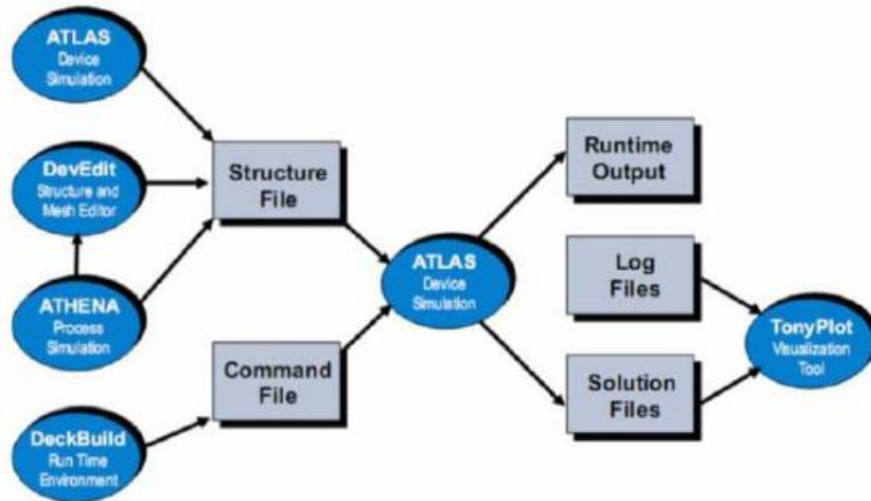 ATLAS
Device
Simulation
DevEdit
Structure and
Mesh Editor
ATHENA
Process
Simulation
DeckBuild
Run Time
Environment
Structure
File
Command
File
ATLAS
Device
Simulation
Runtime
Output
Log
Files
Solution
Files
TonyPlot
Visualization
Tool